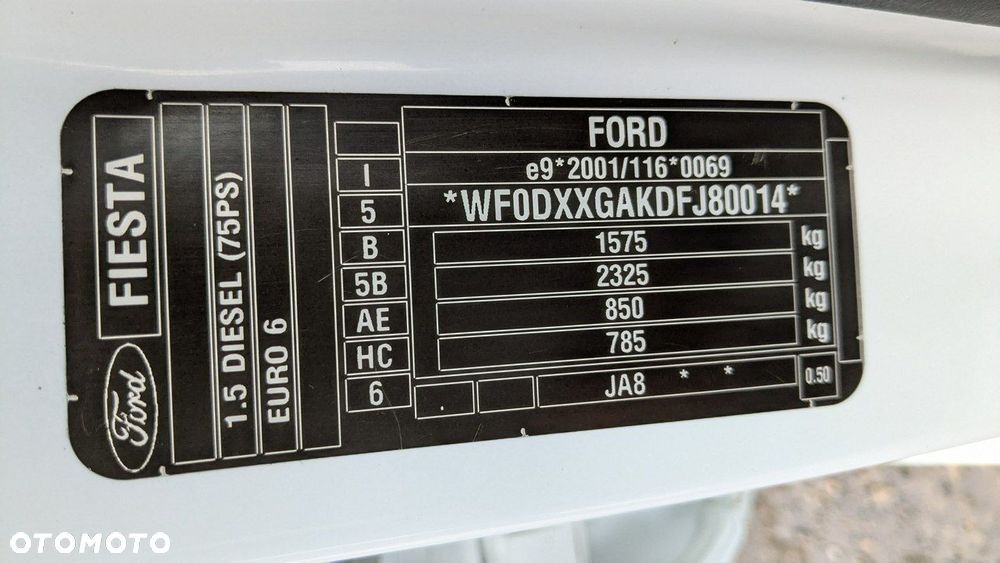 FIESTA
Ford
1.5 DIESEL (75PS)
EURO 6
FORD
I e9*2001/116*0069
5 *WF0DXXGAKDFJ80014*
B 1575 kg
5B 2325 kg
AE 850 kg
HC 785 kg
6 . JA8 * * 0.50
OTOMOTO